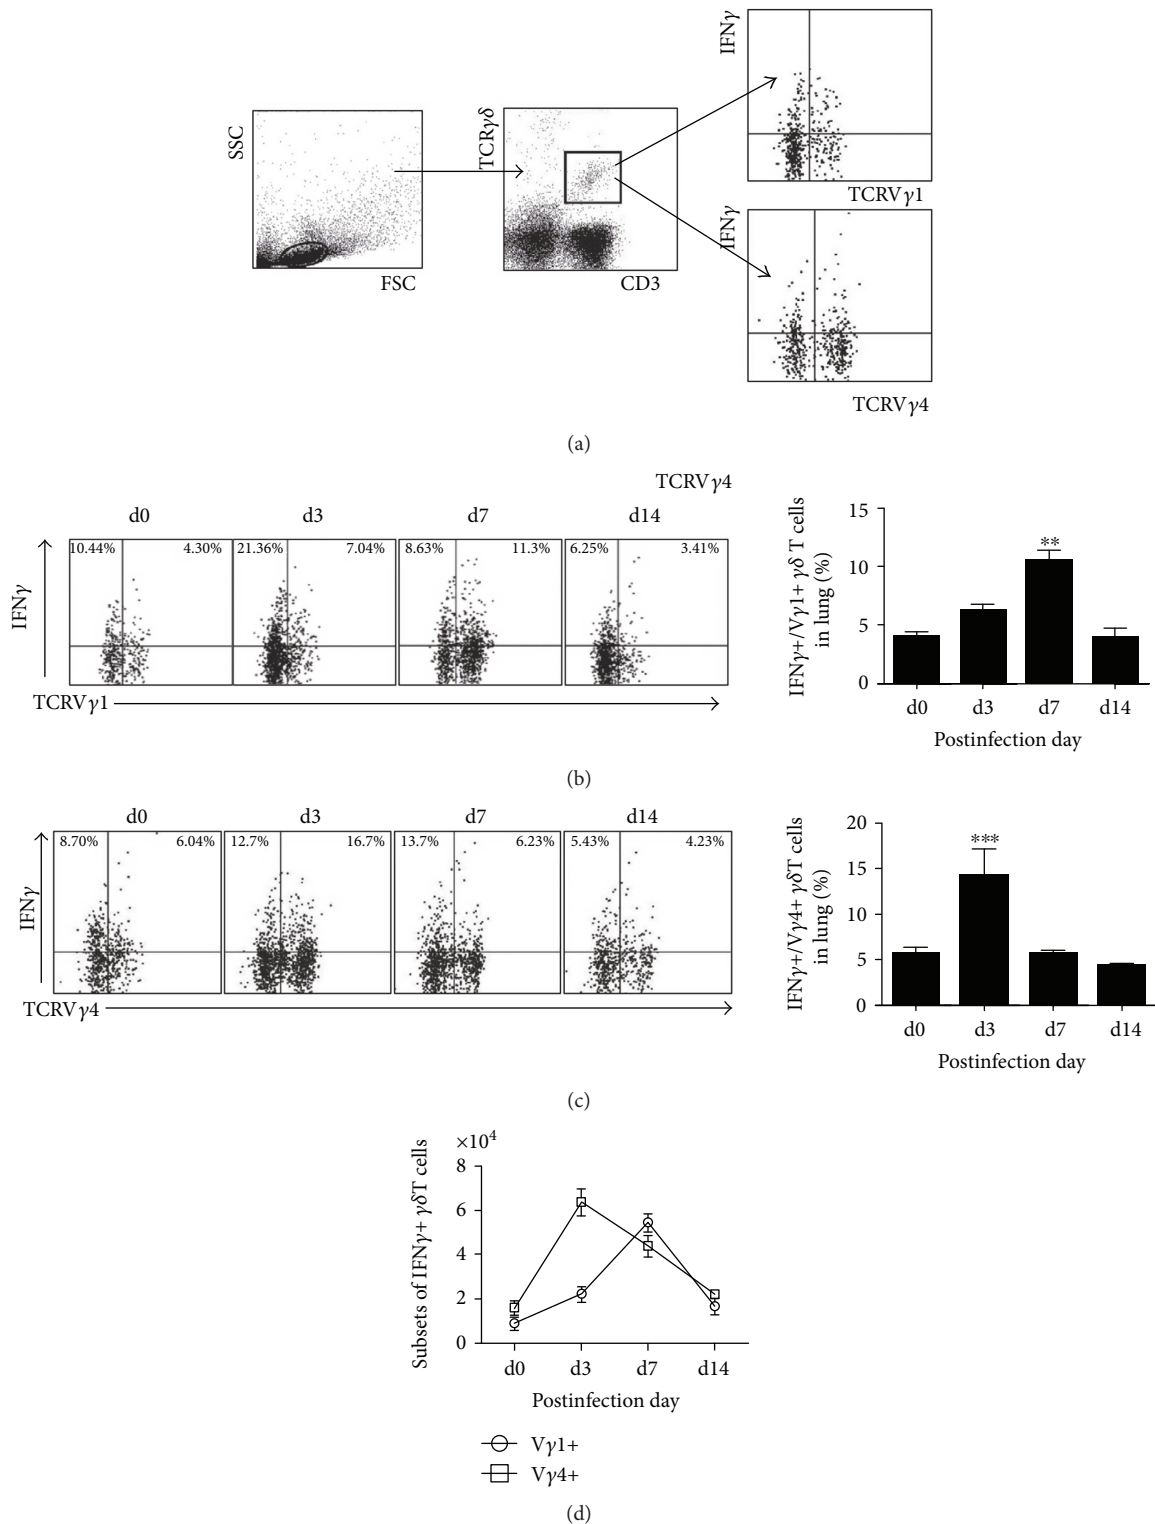 IFNγ
SSC
FSC
TCRγδ
CD3
TCRVγ1
IFNγ
TCRVγ4
(a)
TCRVγ4
d0 d3 d7 d14
10.44% 4.30% 21.36% 7.04% 8.63% 11.3% 6.25% 3.41%
IFNγ
TCRVγ1
IFNγ+/Vγ1+ γδ T cells
in lung (%)
15
10
5
0
**
d0 d3 d7 d14
Postinfection day
(b)
d0 d3 d7 d14
8.70% 6.04% 12.7% 16.7% 13.7% 6.23% 5.43% 4.23%
IFNγ
TCRVγ4
IFNγ+/Vγ4+ γδT cells
in lung (%)
20
15
10
5
0
***
d0 d3 d7 d14
Postinfection day
(c)
×10⁴
Subsets of IFNγ+ γδT cells
8
6
4
2
0
d0 d3 d7 d14
Postinfection day
Vγ1+
Vγ4+
(d)